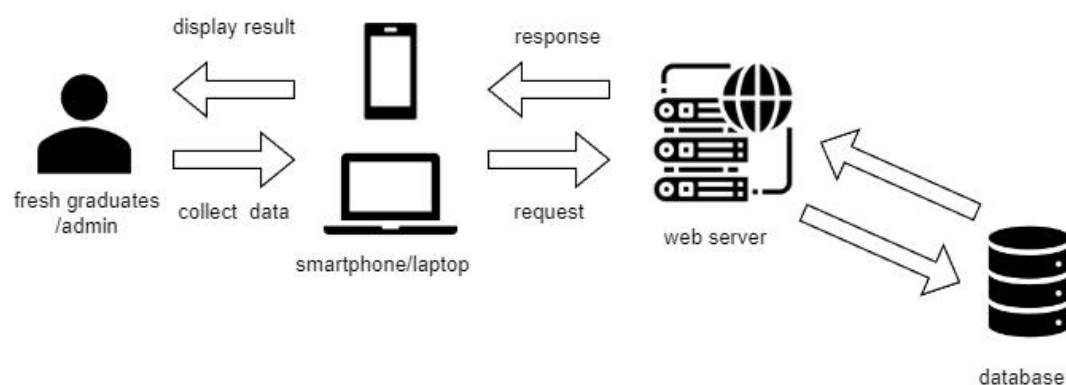 display result
response
fresh graduates
/admin
collect data
request
web server
smartphone/laptop
database